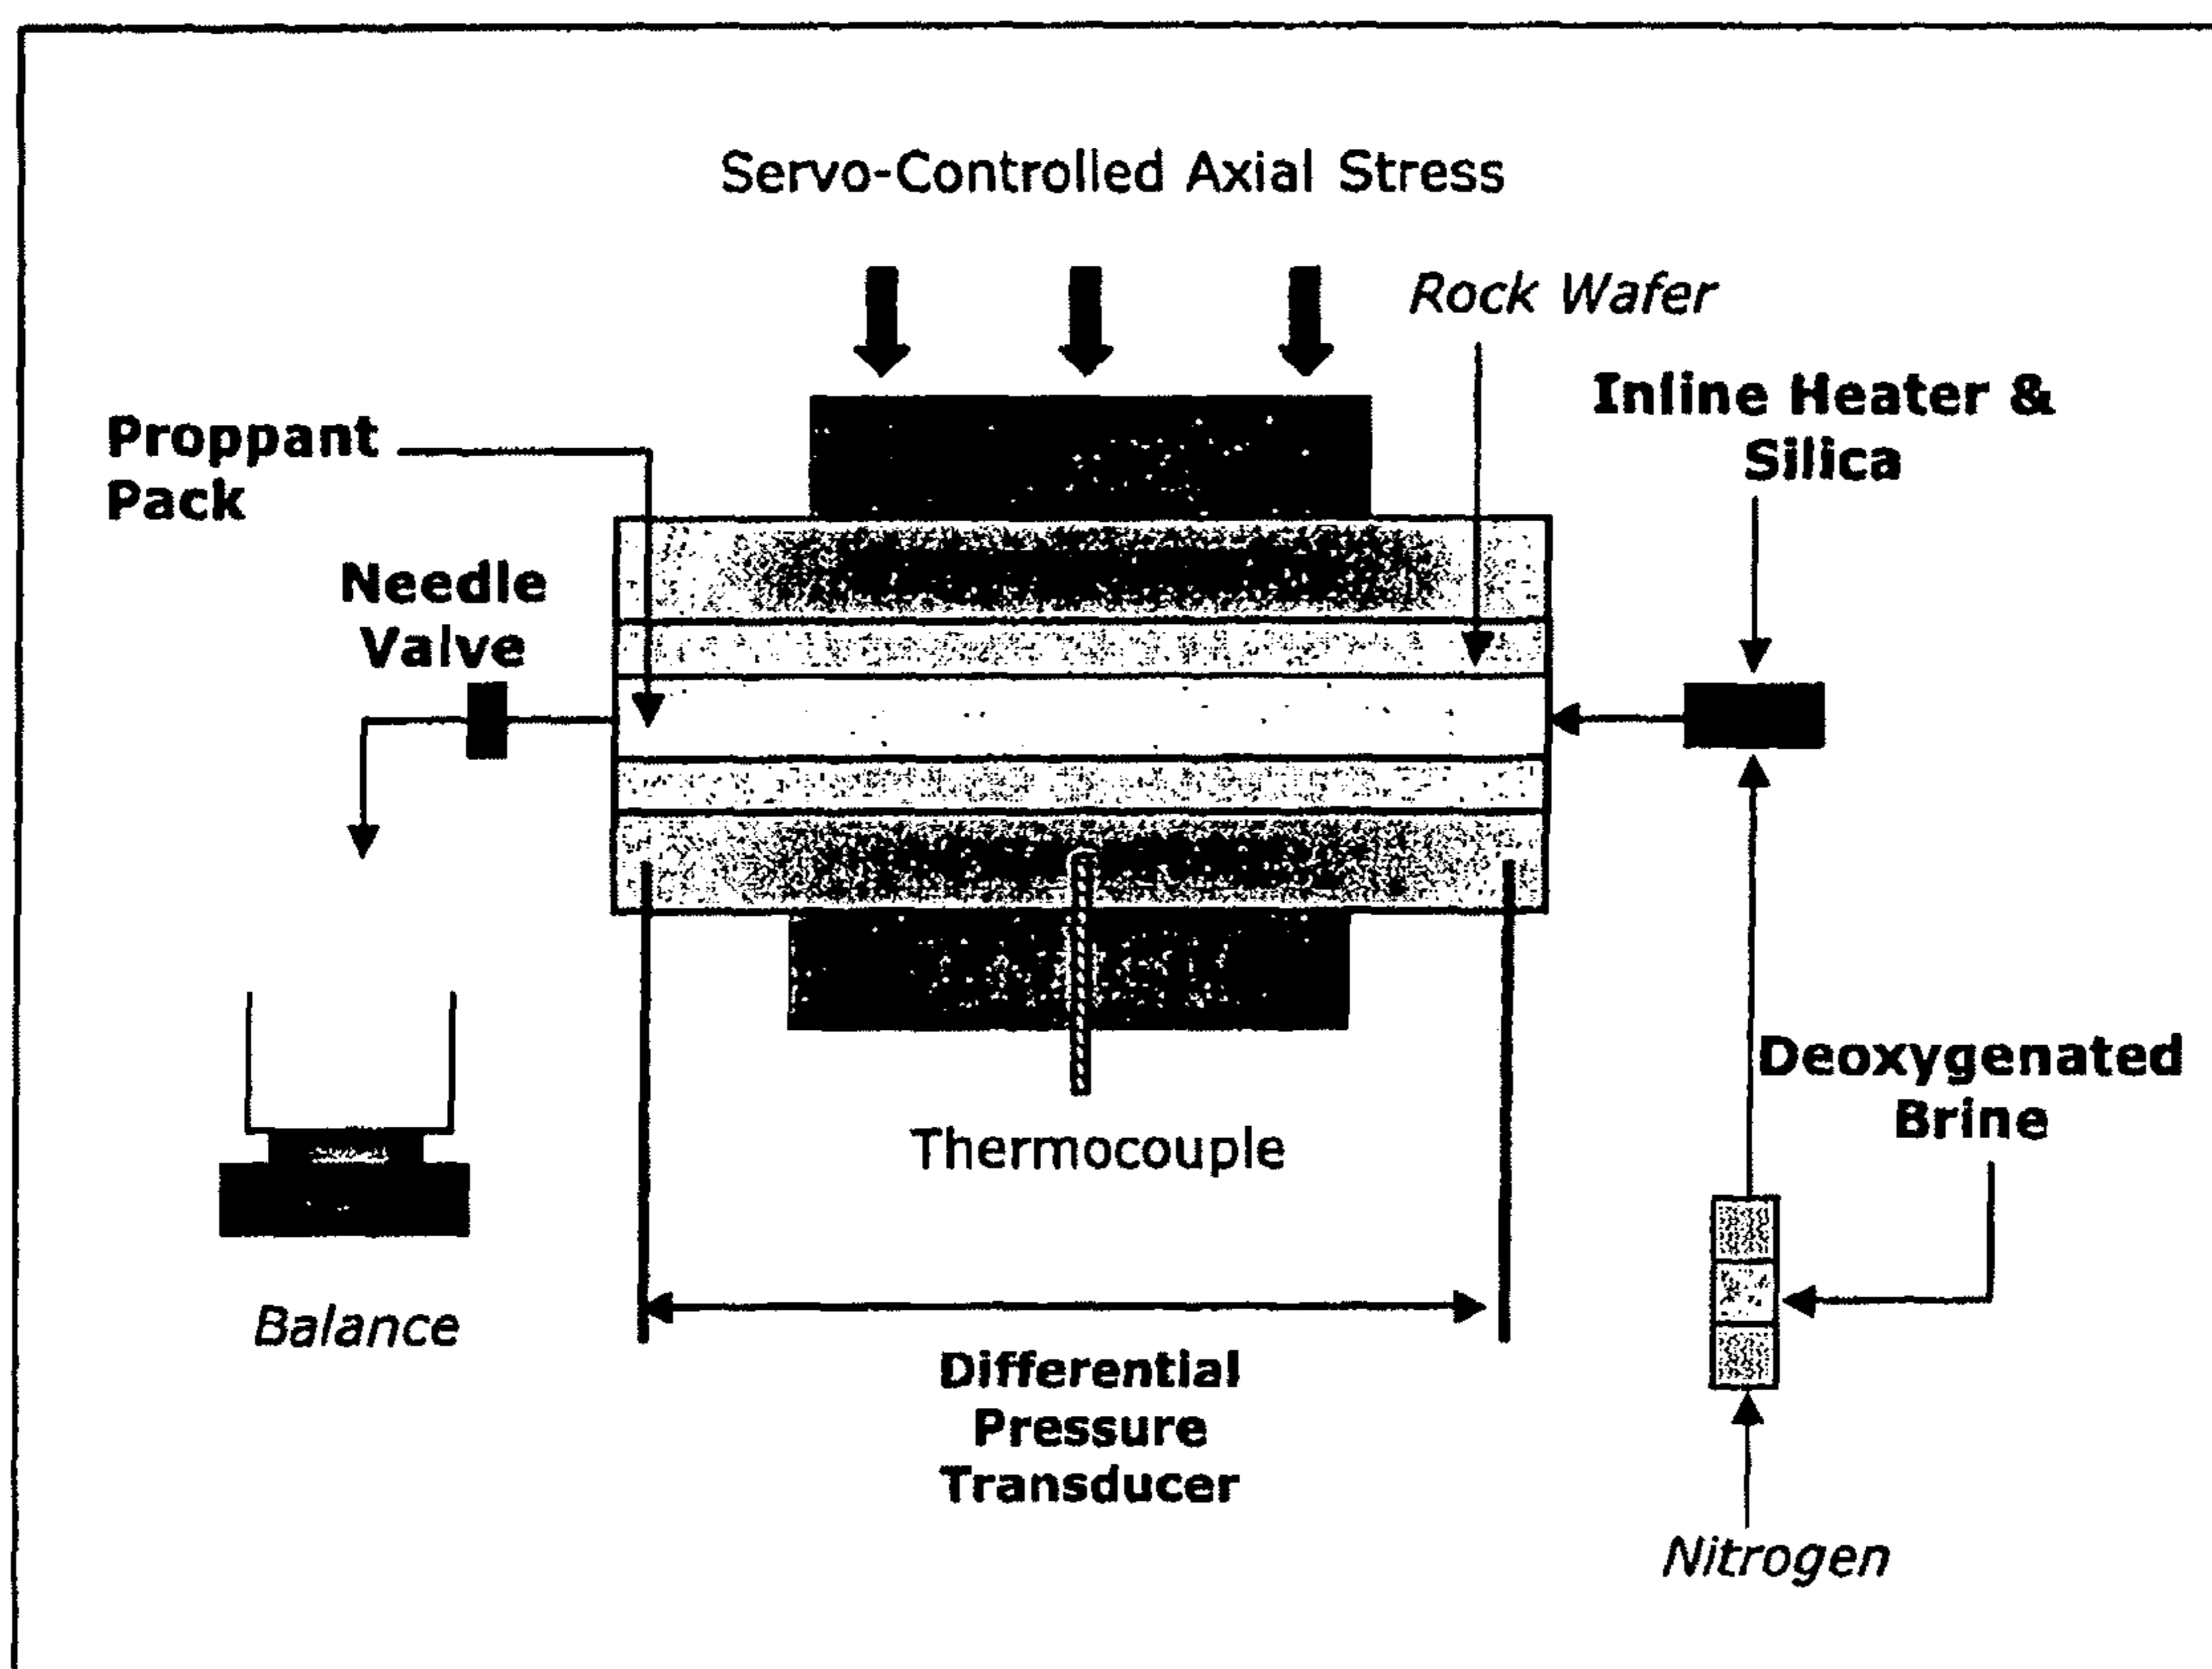 Servo-Controlled Axial Stress
Rock Wafer
Inline Heater &
Silica
Proppant
Pack
Needle
Valve
Deoxygenated
Brine
Thermocouple
Balance
Differential
Pressure
Transducer
Nitrogen